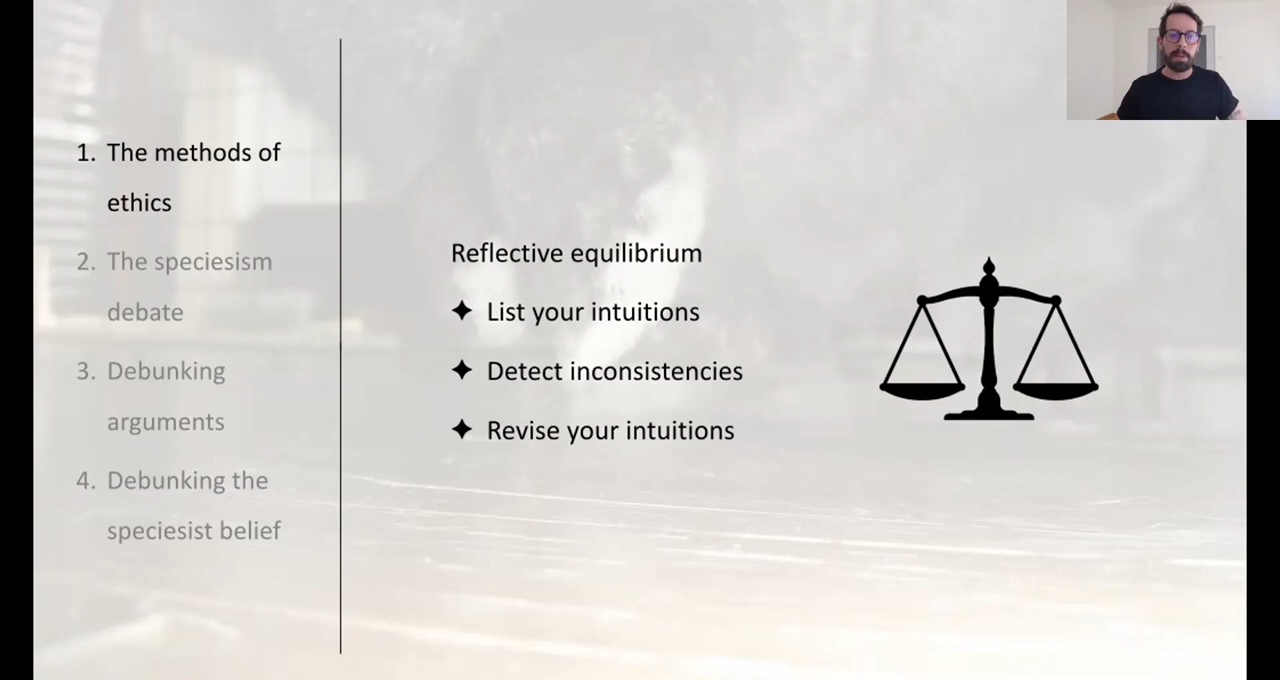 1. The methods of
ethics
2. The speciesism
debate
3. Debunking
arguments
4. Debunking the
speciesist belief
Reflective equilibrium
✦ List your intuitions
✦ Detect inconsistencies
✦ Revise your intuitions